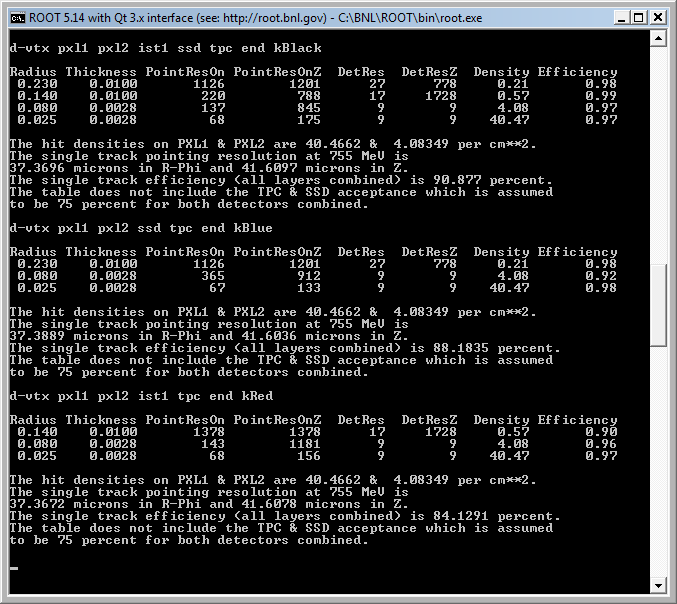 ROOT 5.14 with Qt 3.x interface (see: http://root.bnl.gov) - C:\BNL\ROOT\bin\root.exe
d-vtx pxl1 pxl2 ist1 ssd tpc end kBlack
Radius Thickness PointResOn PointResOnZ DetRes DetResZ Density Efficiency
0.230 0.0100 1126 1201 27 778 0.21 0.98
0.140 0.0100 220 788 17 1728 0.57 0.99
0.080 0.0028 137 845 9 9 4.08 0.97
0.025 0.0028 68 175 9 9 40.47 0.97
The hit densities on PXL1 & PXL2 are 40.4662 & 4.08349 per cm**2.
The single track pointing resolution at 755 MeV is
37.3696 microns in R-Phi and 41.6097 microns in Z.
The single track efficiency (all layers combined) is 90.877 percent.
The table does not include the TPC & SSD acceptance which is assumed
to be 75 percent for both detectors combined.
d-vtx pxl1 pxl2 ssd tpc end kBlue
Radius Thickness PointResOn PointResOnZ DetRes DetResZ Density Efficiency
0.230 0.0100 1126 1201 27 778 0.21 0.98
0.080 0.0028 365 912 9 9 4.08 0.92
0.025 0.0028 67 133 9 9 40.47 0.98
The hit densities on PXL1 & PXL2 are 40.4662 & 4.08349 per cm**2.
The single track pointing resolution at 755 MeV is
37.3889 microns in R-Phi and 41.6036 microns in Z.
The single track efficiency (all layers combined) is 88.1835 percent.
The table does not include the TPC & SSD acceptance which is assumed
to be 75 percent for both detectors combined.
d-vtx pxl1 pxl2 ist1 tpc end kRed
Radius Thickness PointResOn PointResOnZ DetRes DetResZ Density Efficiency
0.140 0.0100 1378 1378 17 1728 0.57 0.90
0.080 0.0028 143 1181 9 9 4.08 0.96
0.025 0.0028 68 156 9 9 40.47 0.97
The hit densities on PXL1 & PXL2 are 40.4662 & 4.08349 per cm**2.
The single track pointing resolution at 755 MeV is
37.3672 microns in R-Phi and 41.6078 microns in Z.
The single track efficiency (all layers combined) is 84.1291 percent.
The table does not include the TPC & SSD acceptance which is assumed
to be 75 percent for both detectors combined.